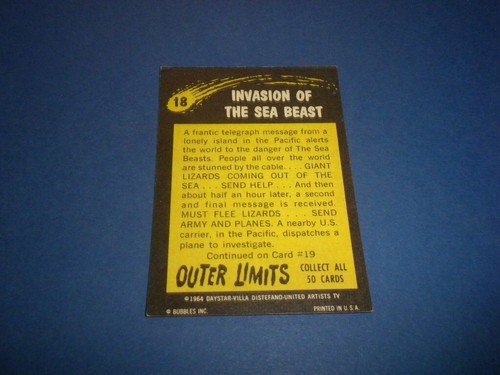 18
INVASION OF
THE SEA BEAST
A frantic telegraph message from a
lonely island in the Pacific alerts
the world to the danger of The Sea
Beasts. People all over the world
are stunned by the cable. . . . GIANT
LIZARDS COMING OUT OF THE
SEA . . . SEND HELP . . . And then
about half an hour later, a second
and final message is received.
MUST FLEE LIZARDS . . . SEND
ARMY AND PLANES. A nearby U.S.
carrier, in the Pacific, dispatches a
plane to investigate.
Continued on Card #19
OUTER LIMITS
COLLECT ALL
50 CARDS
©1964 DAYSTAR-VILLA DISTEFANO-UNITED ARTISTS TV
© BUBBLES INC.
PRINTED IN U.S.A.